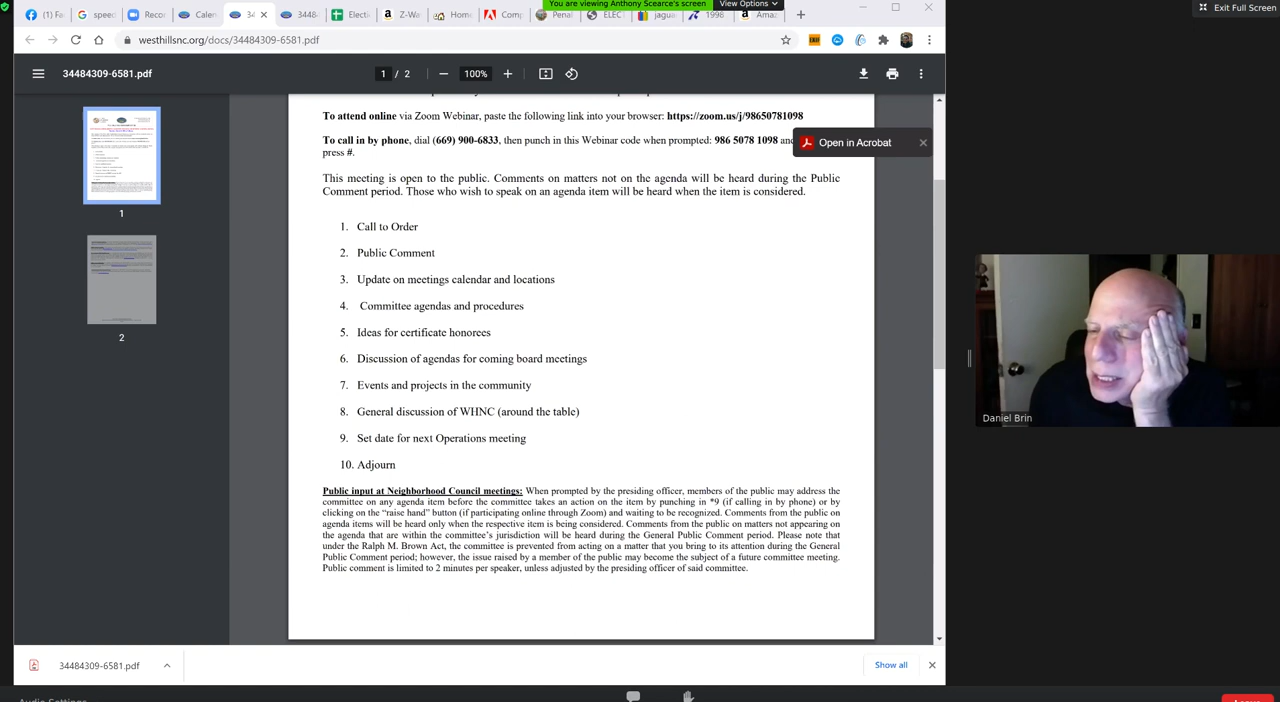 You are viewing Anthony Scearce's screen
View Options
Exit Full Screen
speec
Recor
Calen
34
3448
Electi
a -Wa
Home
Comp
Penal
ELEC
jagua
1998
Amaz
westhillsnc.org/docs/34484309-6581.pdf
34484309-6581.pdf
1 / 2
100%
To attend online via Zoom Webinar, paste the following link into your browser: https://zoom.us/j/98650781098
To call in by phone, dial (669) 900-6833, then punch in this Webinar code when prompted: 986 5078 1098 and
press #.
Open in Acrobat
This meeting is open to the public. Comments on matters not on the agenda will be heard during the Public
Comment period. Those who wish to speak on an agenda item will be heard when the item is considered.
1. Call to Order
2. Public Comment
3. Update on meetings calendar and locations
4. Committee agendas and procedures
5. Ideas for certificate honorees
6. Discussion of agendas for coming board meetings
7. Events and projects in the community
8. General discussion of WHNC (around the table)
9. Set date for next Operations meeting
10. Adjourn
Public input at Neighborhood Council meetings: When prompted by the presiding officer, members of the public may address the
committee on any agenda item before the committee takes an action on the item by punching in *9 (if calling in by phone) or by
clicking on the “raise hand” button (if participating online through Zoom) and waiting to be recognized. Comments from the public on
agenda items will be heard only when the respective item is being considered. Comments from the public on matters not appearing on
the agenda that are within the committee’s jurisdiction will be heard during the General Public Comment period. Please note that
under the Ralph M. Brown Act, the committee is prevented from acting on a matter that you bring to its attention during the General
Public Comment period; however, the issue raised by a member of the public may become the subject of a future committee meeting.
Public comment is limited to 2 minutes per speaker, unless adjusted by the presiding officer of said committee.
1
2
Daniel Brin
34484309-6581.pdf
Show all
Audio Settings
Leave